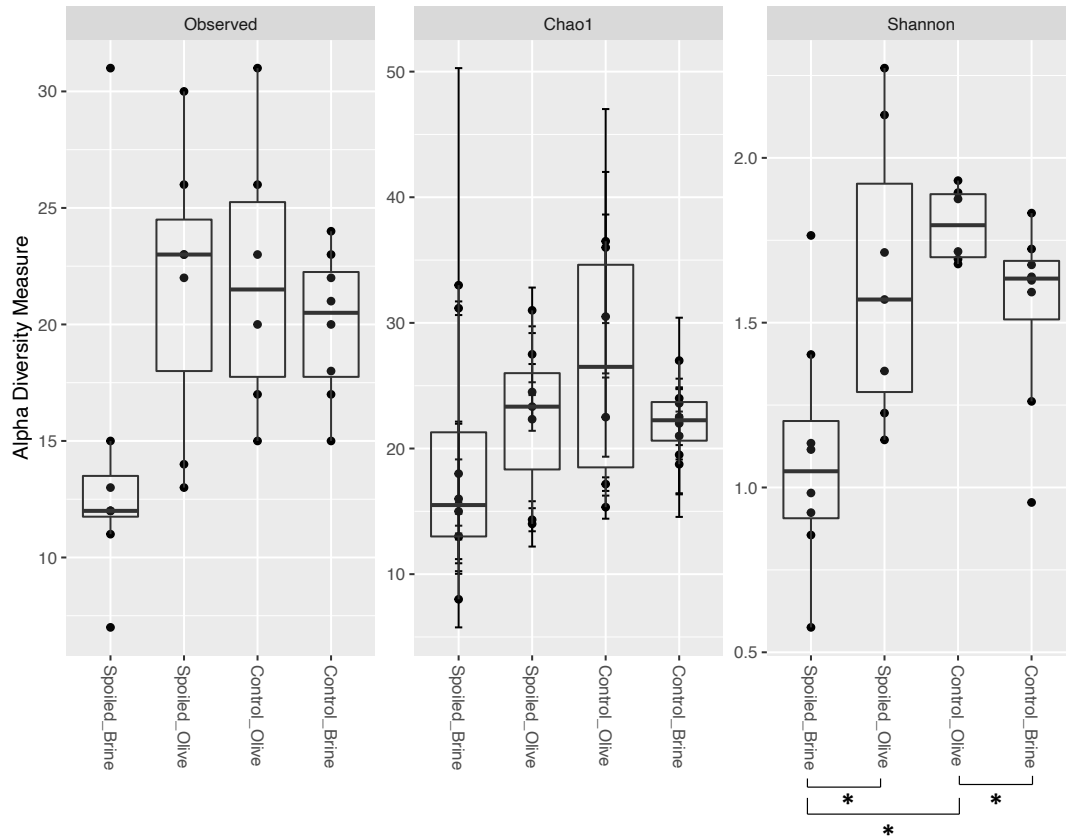 Observed
Chao1
Shannon
Alpha Diversity Measure
30
25
20
15
10
50
40
30
20
10
2.0
1.5
1.0
0.5
Spoiled_Brine
Spoiled_Olive
Control_Olive
Control_Brine
Spoiled_Brine
Spoiled_Olive
Control_Olive
Control_Brine
Spoiled_Brine
Spoiled_Olive
Control_Olive
Control_Brine
* *
*